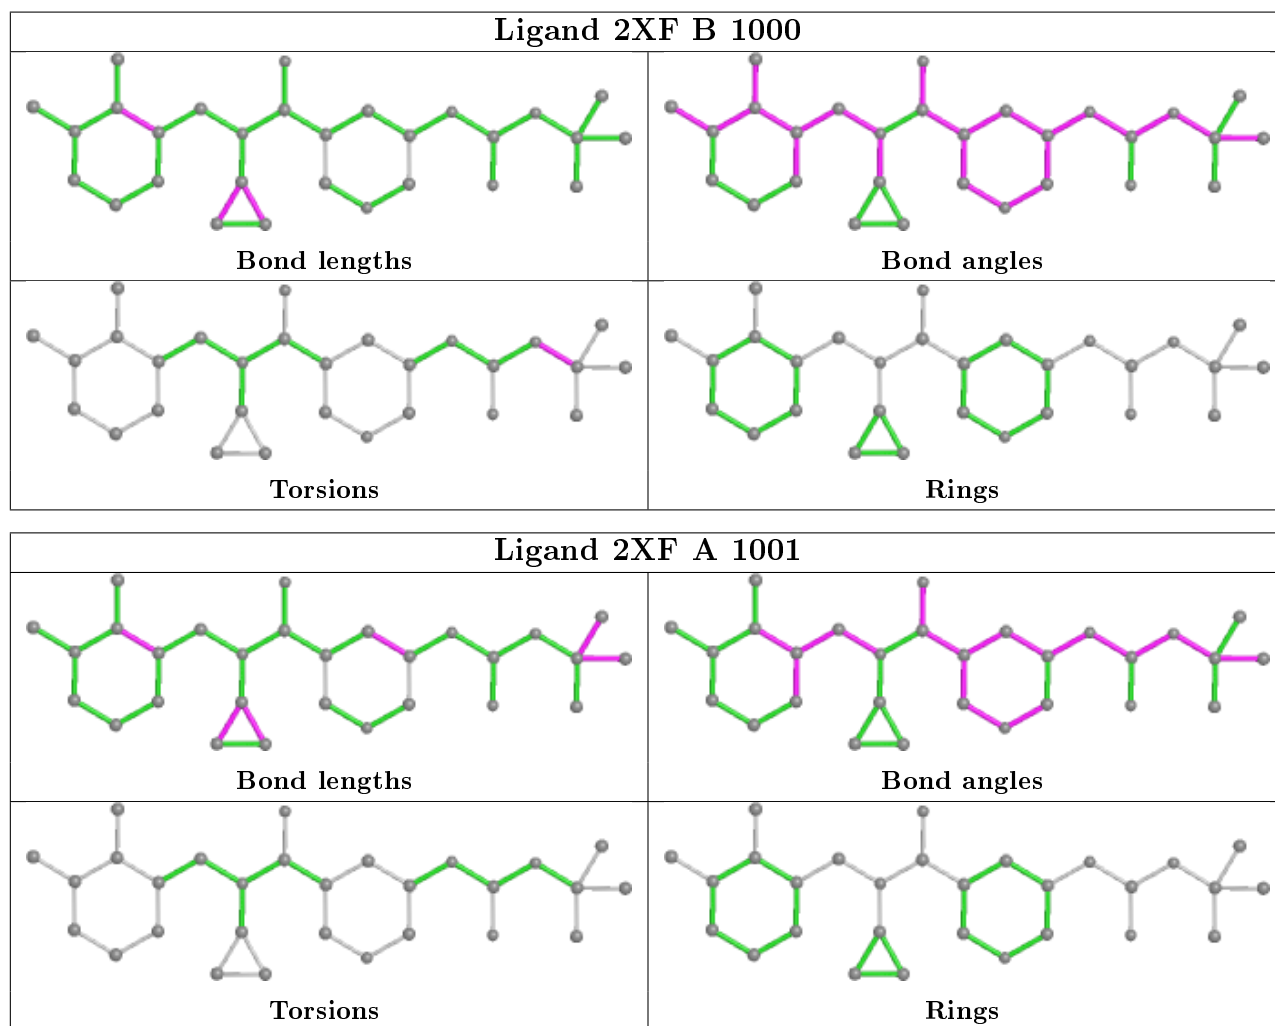 Ligand 2XF B 1000
Bond lengths
Bond angles
Torsions
Rings
Ligand 2XF A 1001
Bond lengths
Bond angles
Torsions
Rings